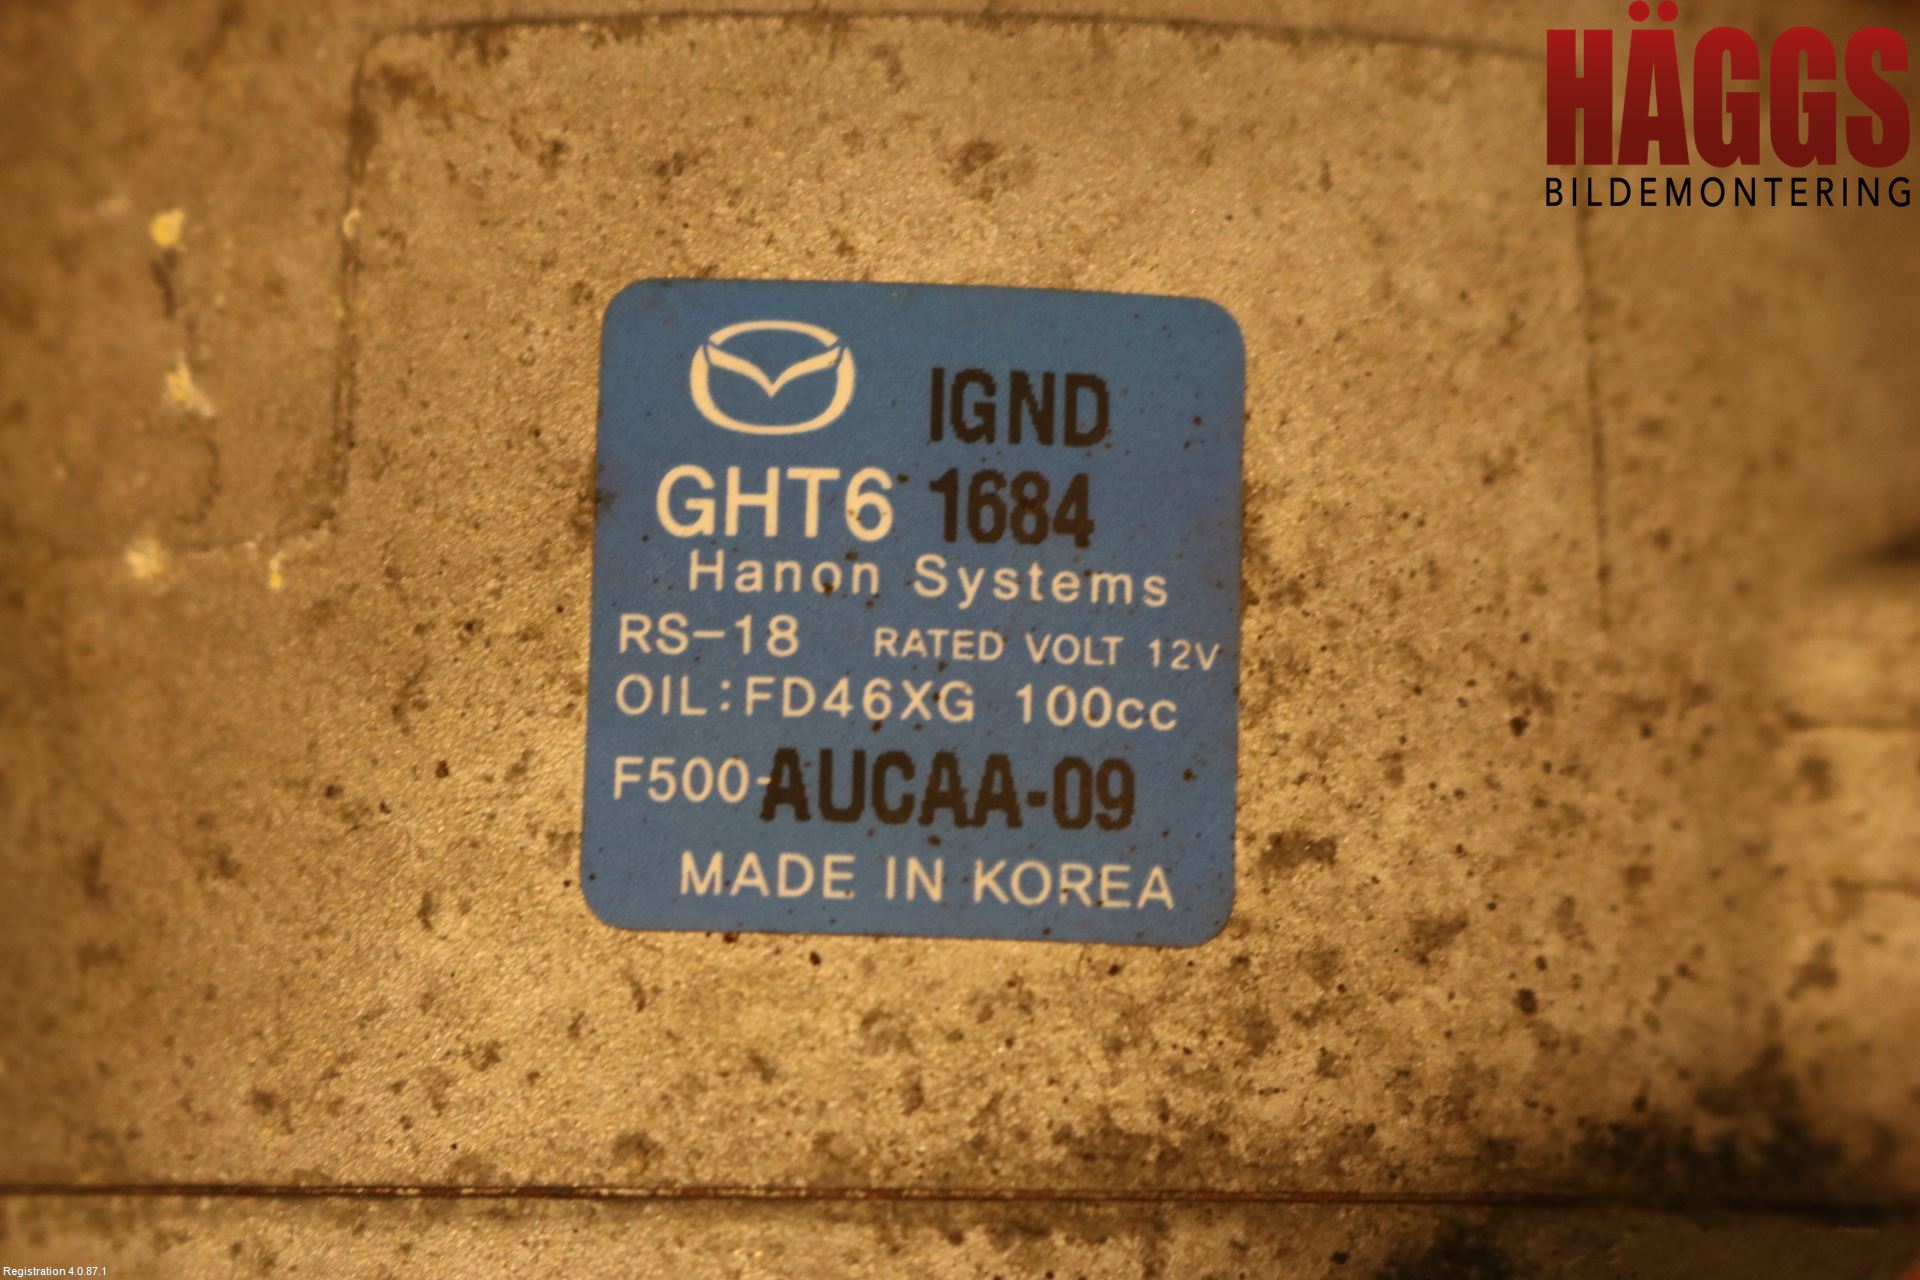 HÄGGS
BILDEMONTERING
IGND
GHT6 1684
Hanon Systems
RS-18 RATED VOLT 12V
OIL:FD46XG 100cc
F500-AUCAA-09
MADE IN KOREA
Registration 4.0.87.1